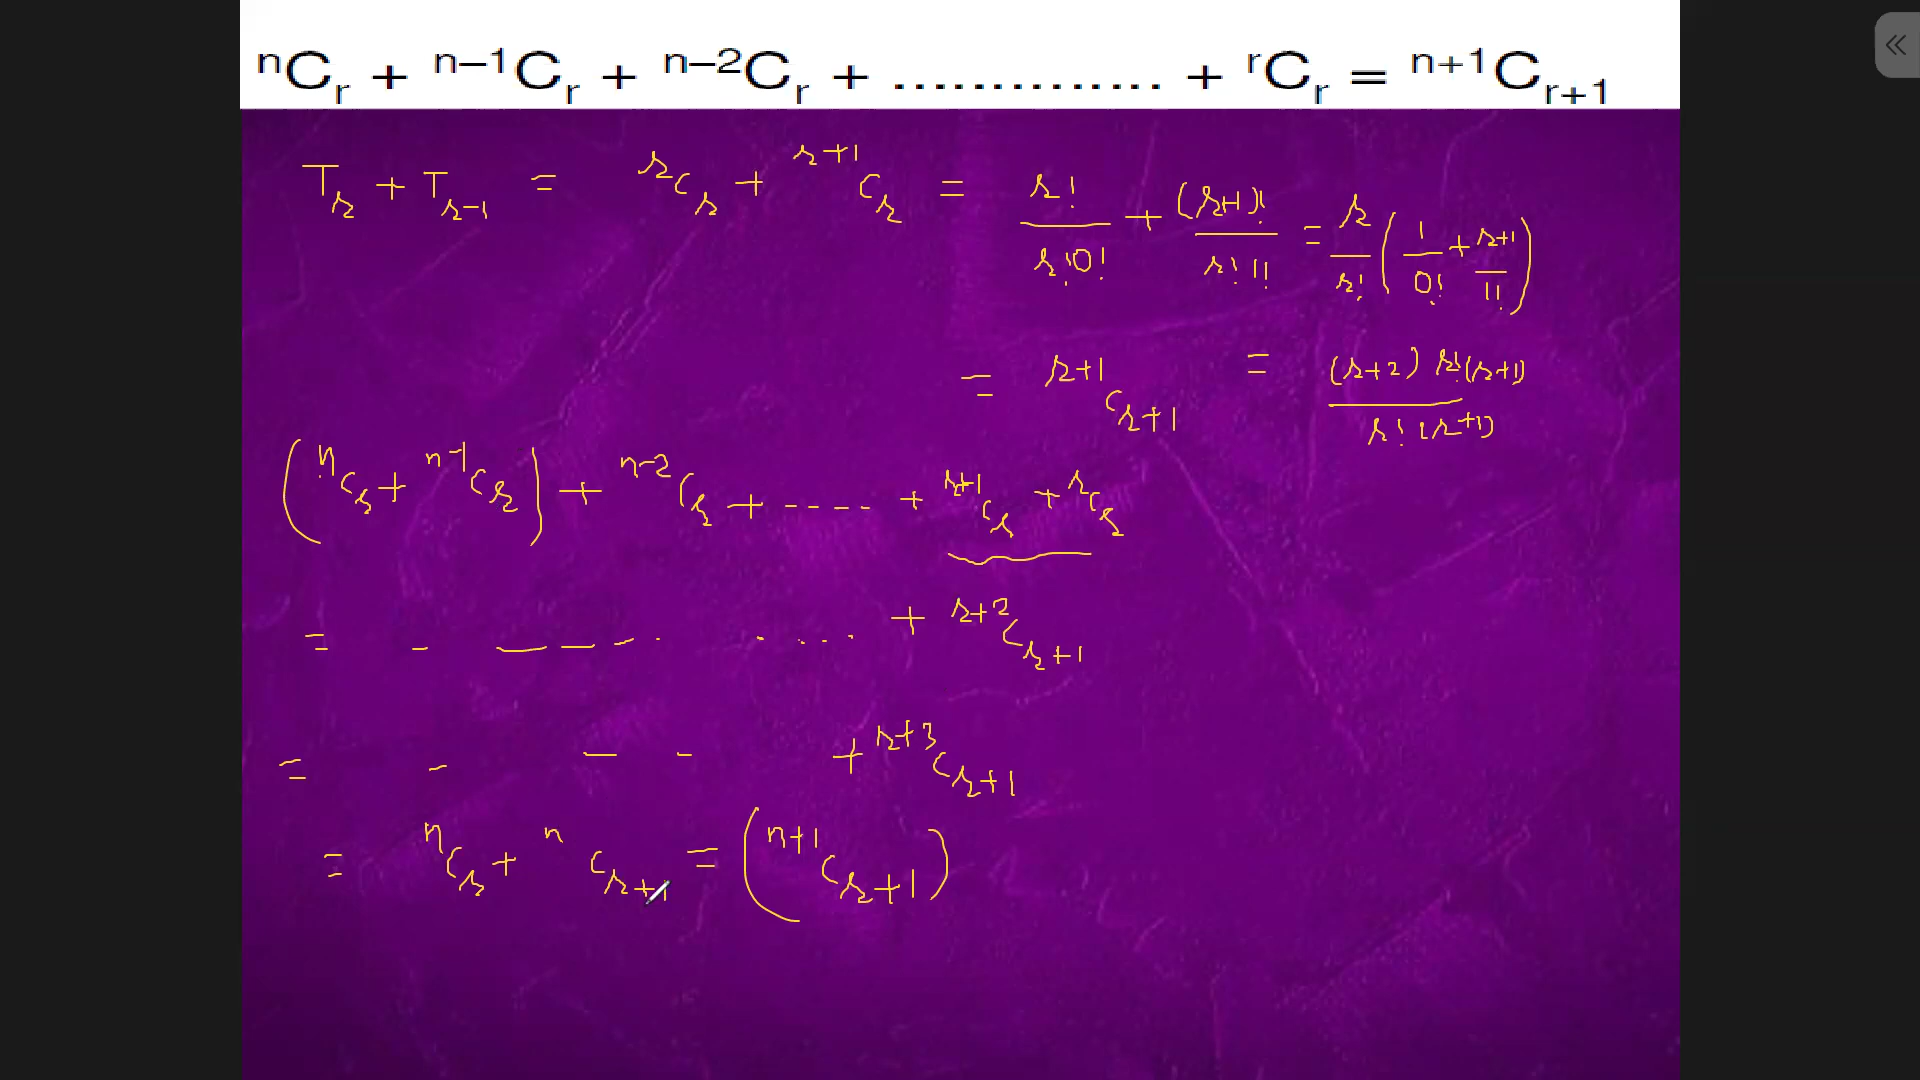 ⁿCᵣ + ⁿ⁻¹Cᵣ + ⁿ⁻²Cᵣ + .............. + ʳCᵣ = ⁿ⁺¹Cᵣ₊₁
Tᵣ + Tᵣ₋₁ = ʳCᵣ + ʳ⁺¹Cᵣ = r!/(r!0!) + (r+1)!/(r!1!) = r/r! (1/0! + (r+1)/1!)
= ʳ⁺¹Cᵣ₊₁ = (r+2) r!(r+1) / r!(r+1)
(ⁿCᵣ + ⁿ⁻¹Cᵣ) + ⁿ⁻²Cᵣ + ---- + ʳ⁺¹Cᵣ + ʳCᵣ
= - — — - · · ... + ʳ⁺²Cᵣ₊₁
= - — - + ʳ⁺³Cᵣ₊₁
= ⁿCᵣ + ⁿCᵣ₊₁ = (ⁿ⁺¹Cᵣ₊₁)